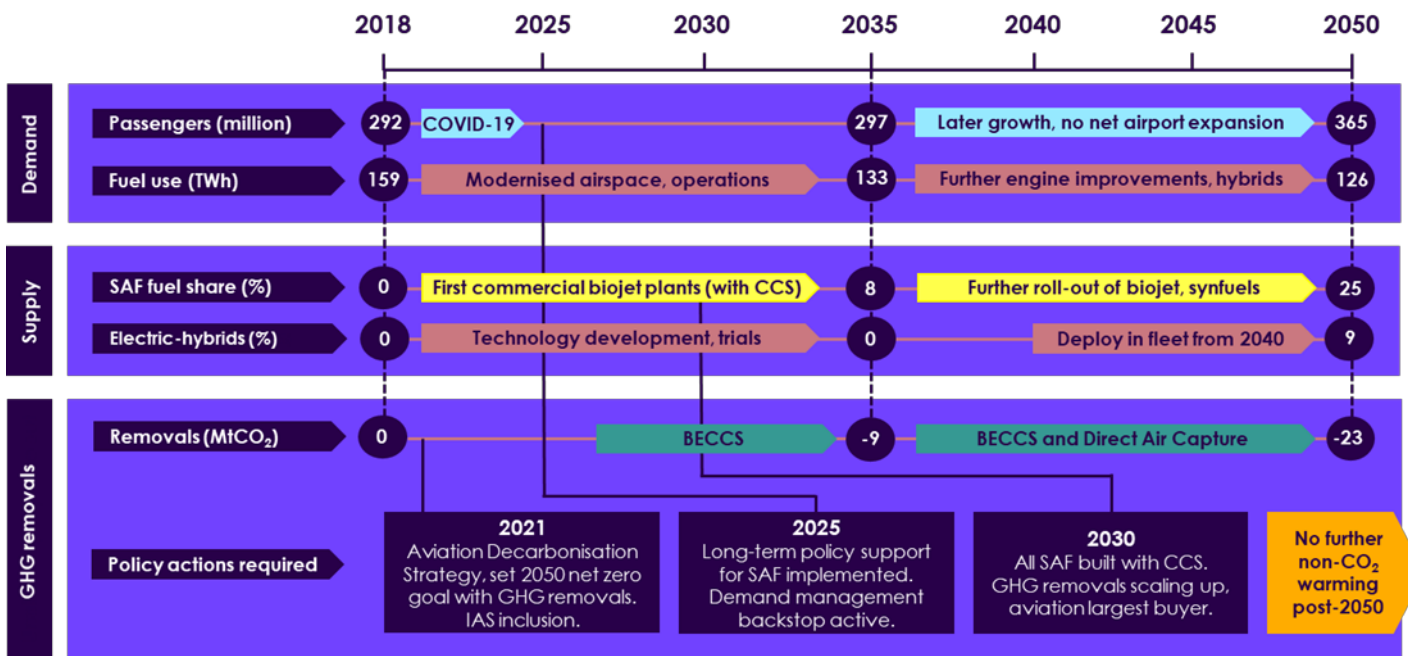 2018 2025 2030 2035 2040 2045 2050
Demand
Passengers (million) 292 COVID-19 297 Later growth, no net airport expansion 365
Fuel use (TWh) 159 Modernised airspace, operations 133 Further engine improvements, hybrids 126
Supply
SAF fuel share (%) 0 First commercial biojet plants (with CCS) 8 Further roll-out of biojet, synfuels 25
Electric-hybrids (%) 0 Technology development, trials 0 Deploy in fleet from 2040 9
GHG removals
Removals (MtCO₂) 0 BECCS -9 BECCS and Direct Air Capture -23
Policy actions required
2021
Aviation Decarbonisation
Strategy, set 2050 net zero
goal with GHG removals.
IAS inclusion.
2025
Long-term policy support
for SAF implemented.
Demand management
backstop active.
2030
All SAF built with CCS.
GHG removals scaling up,
aviation largest buyer.
No further
non-CO₂
warming
post-2050